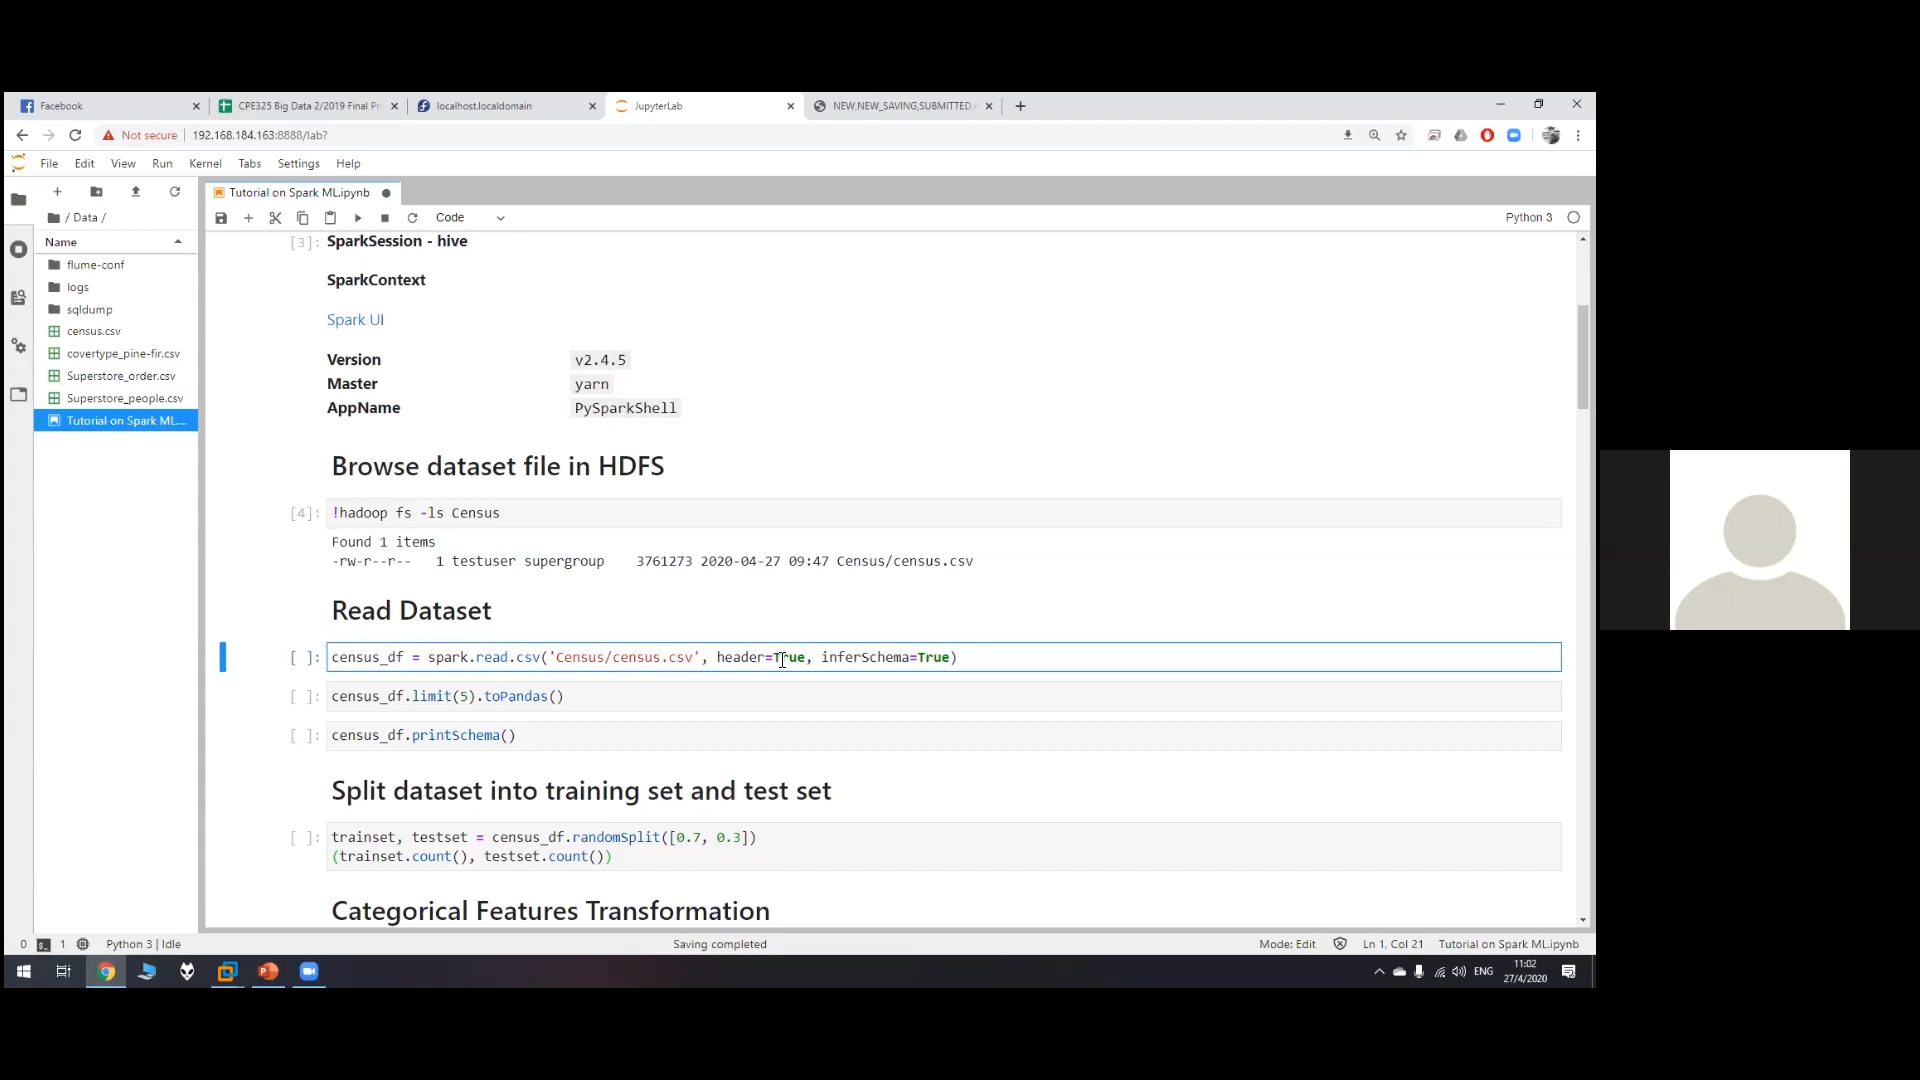 Facebook
CPE325 Big Data 2/2019 Final Pr
localhost.localdomain
JupyterLab
NEW,NEW_SAVING,SUBMITTED,
Not secure 192.168.184.163:8888/lab?
File Edit View Run Kernel Tabs Settings Help
Tutorial on Spark ML.ipynb
/ Data /
Code
Python 3
Name
flume-conf
logs
sqldump
census.csv
covertype_pine-fir.csv
Superstore_order.csv
Superstore_people.csv
Tutorial on Spark ML....
[3]: SparkSession - hive
SparkContext
Spark UI
Version v2.4.5
Master yarn
AppName PySparkShell
Browse dataset file in HDFS
[4]: !hadoop fs -ls Census
Found 1 items
-rw-r--r-- 1 testuser supergroup 3761273 2020-04-27 09:47 Census/census.csv
Read Dataset
[ ]: census_df = spark.read.csv('Census/census.csv', header=True, inferSchema=True)
[ ]: census_df.limit(5).toPandas()
[ ]: census_df.printSchema()
Split dataset into training set and test set
[ ]: trainset, testset = census_df.randomSplit([0.7, 0.3])
(trainset.count(), testset.count())
Categorical Features Transformation
0 1 Python 3 | Idle Saving completed Mode: Edit Ln 1, Col 21 Tutorial on Spark ML.ipynb
ENG
11:02
27/4/2020